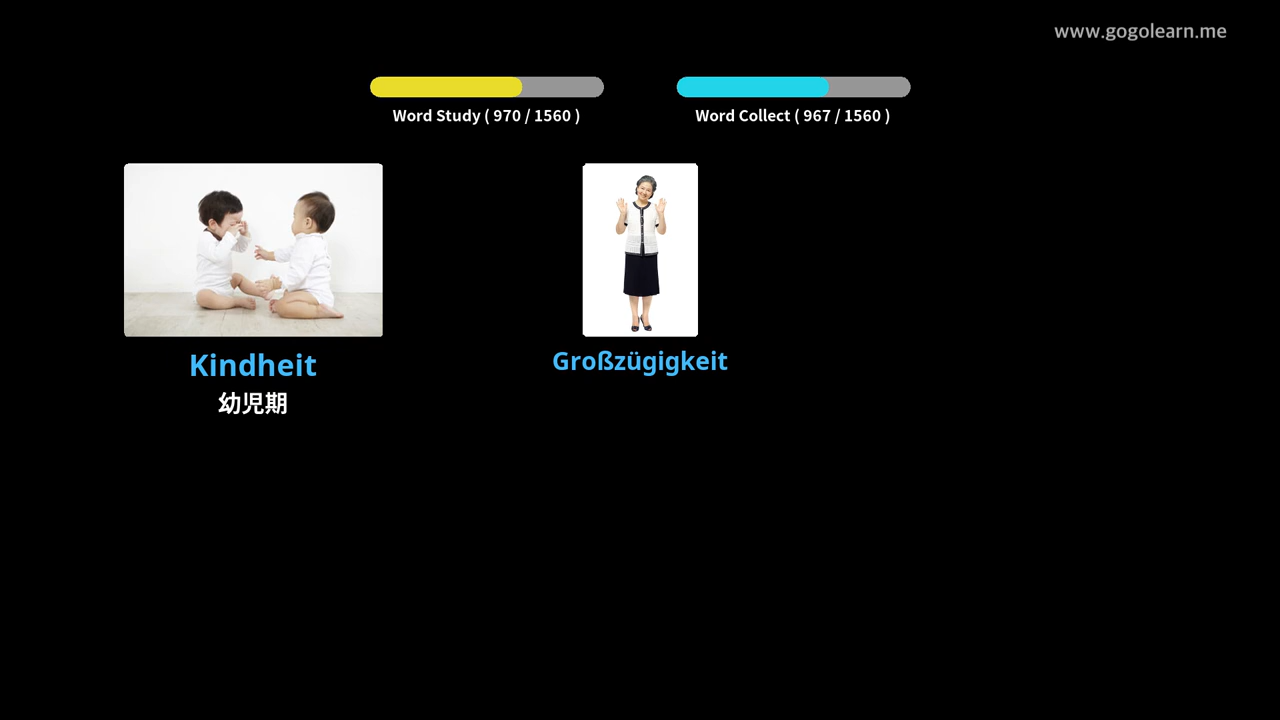 www.gogolearn.me
Word Study ( 970 / 1560 )
Word Collect ( 967 / 1560 )
Kindheit
幼児期
Großzügigkeit